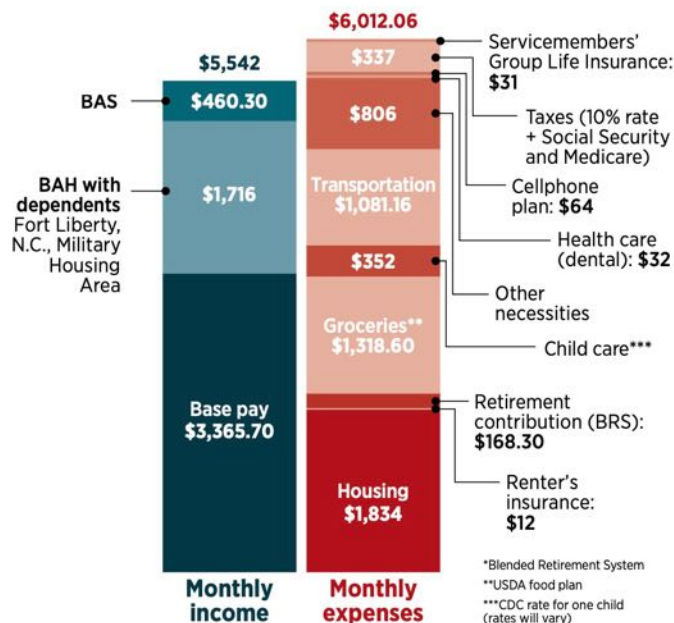 $6,012.06
$5,542
BAS
$460.30
BAH with
dependents
Fort Liberty,
N.C., Military
Housing
Area
$1,716
Base pay
$3,365.70
Monthly
income
$337
$806
Transportation
$1,081.16
$352
Groceries**
$1,318.60
Housing
$1,834
Monthly
expenses
Servicemembers'
Group Life Insurance:
$31
Taxes (10% rate
+ Social Security
and Medicare)
Cellphone
plan: $64
Health care
(dental): $32
Other
necessities
Child care***
Retirement
contribution (BRS):
$168.30
Renter's
insurance:
$12
*Blended Retirement System
**USDA food plan
***CDC rate for one child
(rates will vary)